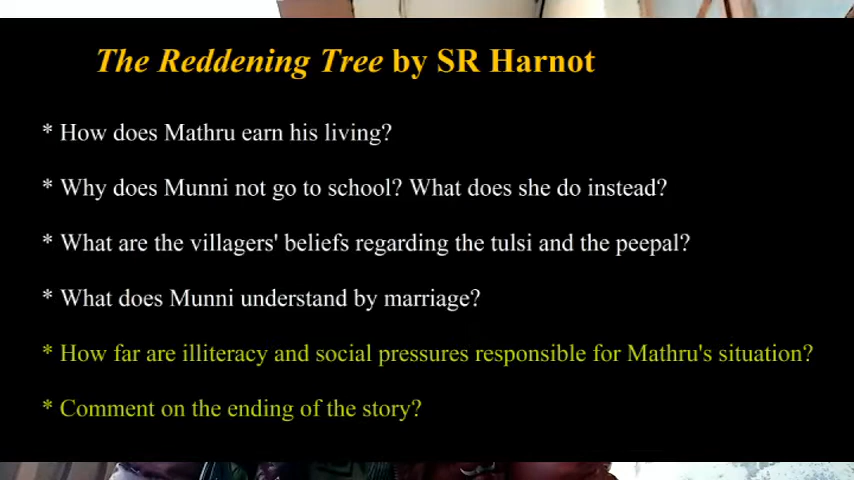 The Reddening Tree by SR Harnot
* How does Mathru earn his living?
* Why does Munni not go to school? What does she do instead?
* What are the villagers' beliefs regarding the tulsi and the peepal?
* What does Munni understand by marriage?
* How far are illiteracy and social pressures responsible for Mathru's situation?
* Comment on the ending of the story?